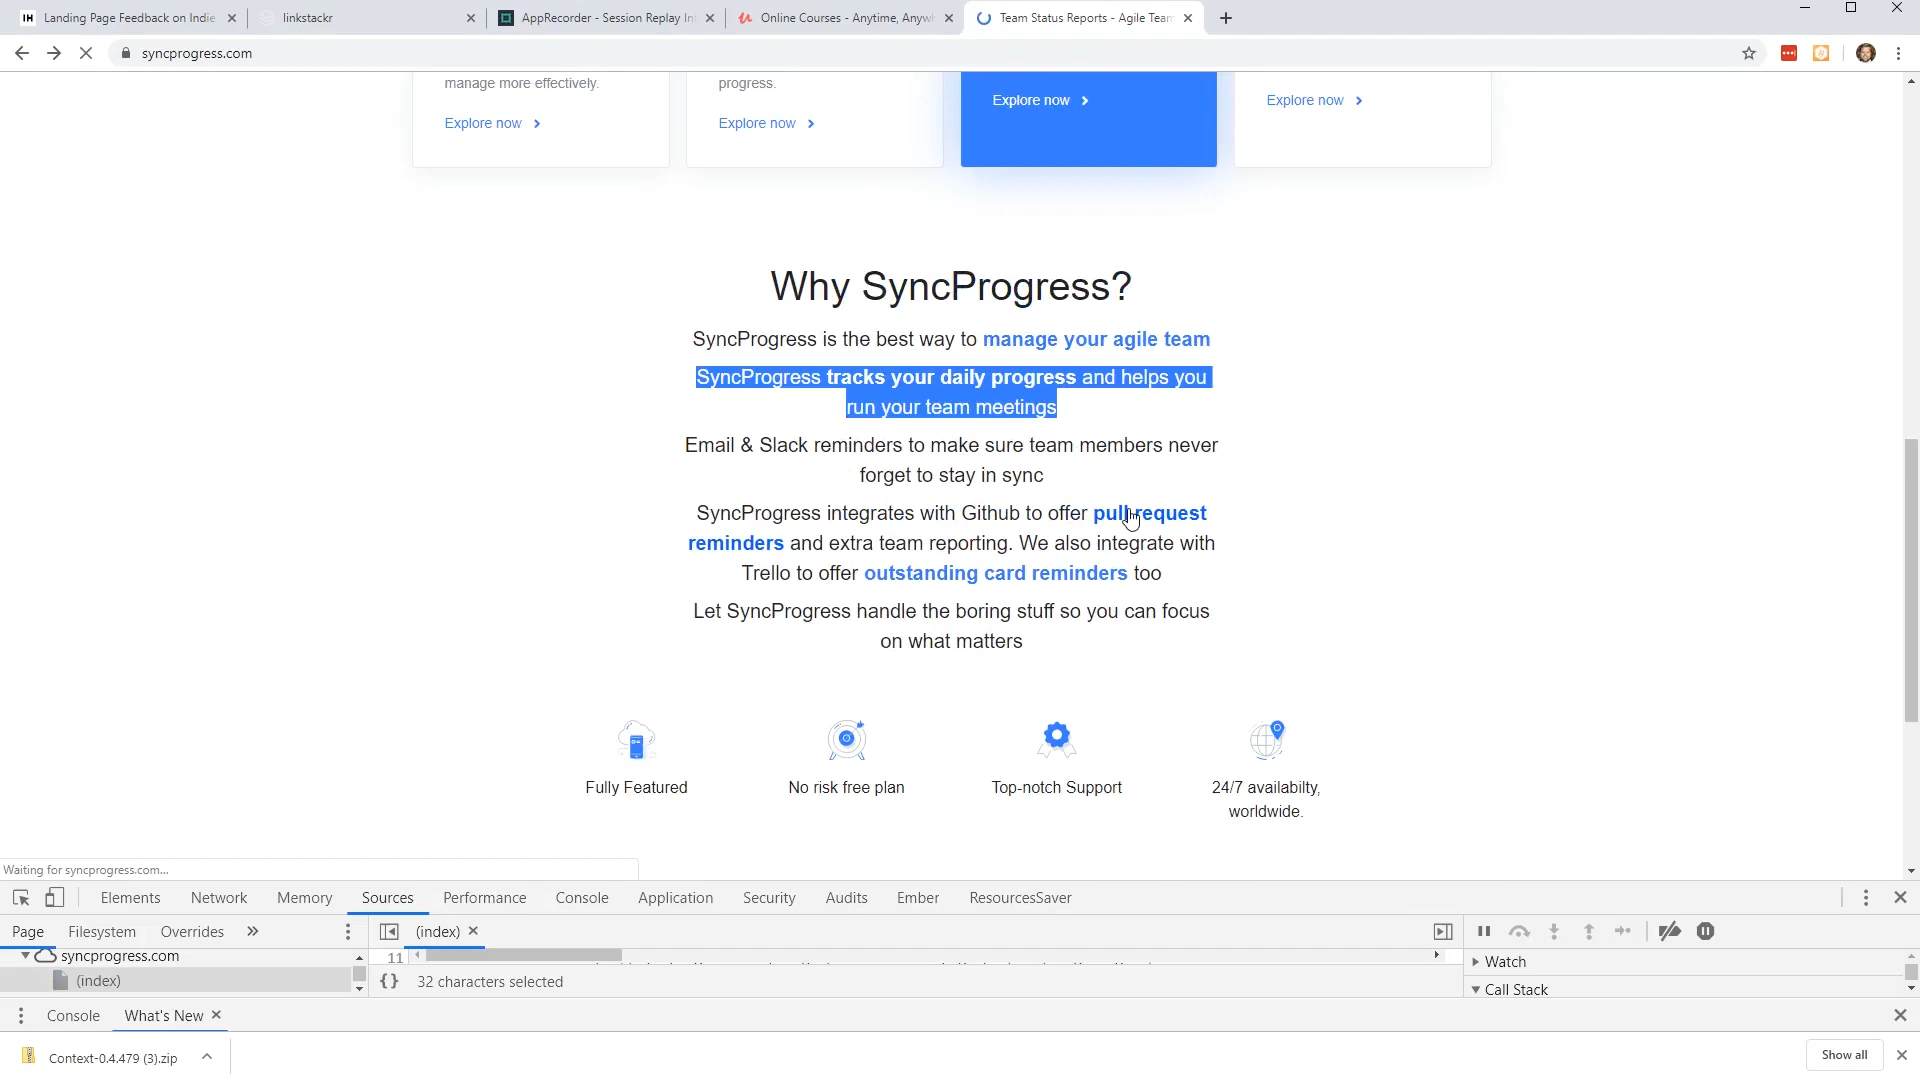 Landing Page Feedback on Indie
linkstackr
AppRecorder - Session Replay In
Online Courses - Anytime, Anywh
Team Status Reports - Agile Team
syncprogress.com
manage more effectively.
progress.
Explore now
Explore now
Explore now
Explore now
Why SyncProgress?
SyncProgress is the best way to manage your agile team
SyncProgress tracks your daily progress and helps you
run your team meetings
Email & Slack reminders to make sure team members never
forget to stay in sync
SyncProgress integrates with Github to offer pull request
reminders and extra team reporting. We also integrate with
Trello to offer outstanding card reminders too
Let SyncProgress handle the boring stuff so you can focus
on what matters
Fully Featured
No risk free plan
Top-notch Support
24/7 availabilty,
worldwide.
Waiting for syncprogress.com...
Elements Network Memory Sources Performance Console Application Security Audits Ember ResourcesSaver
Page Filesystem Overrides » (index)
syncprogress.com
11
Watch
(index)
{} 32 characters selected
Call Stack
Console What's New
Context-0.4.479 (3).zip
Show all